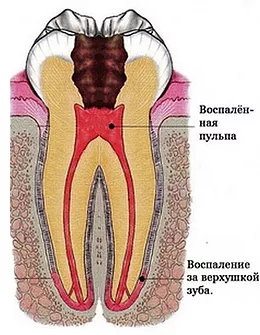 Воспалён-
ная
пульпа
Воспаление
за верхушкой
зуба.